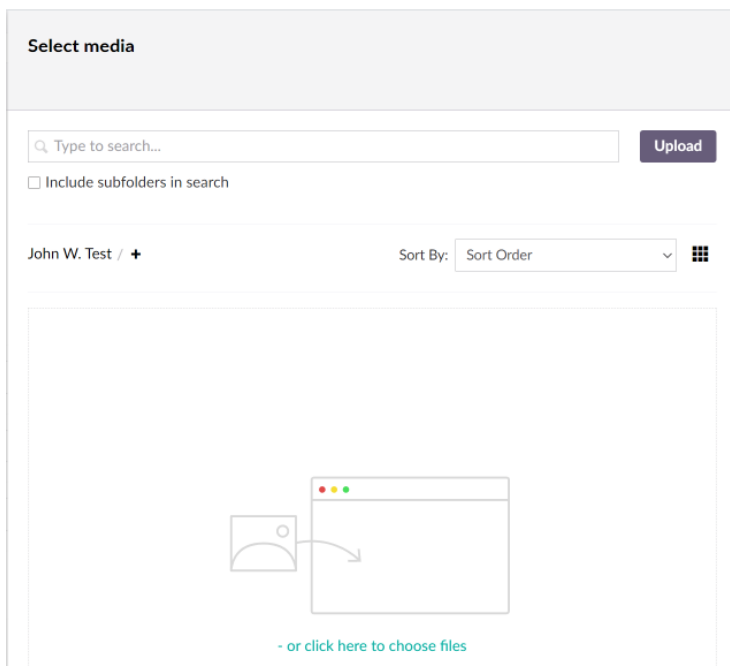 Select media
Type to search...
Upload
Include subfolders in search
John W. Test / +
Sort By: Sort Order
- or click here to choose files